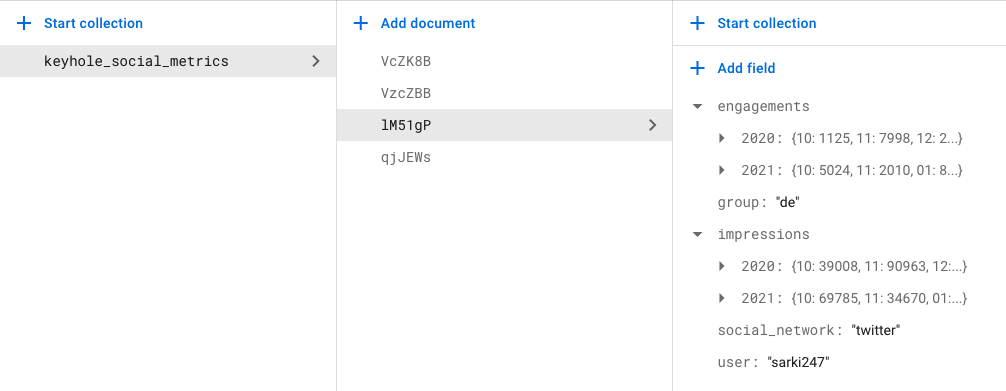 Start collection
keyhole_social_metrics
Add document
VcZK8B
VzcZBB
lM51gP
qjJEWs
Start collection
Add field
engagements
2020: {10: 1125, 11: 7998, 12: 2...}
2021: {10: 5024, 11: 2010, 01: 8...}
group: "de"
impressions
2020: {10: 39008, 11: 90963, 12:...}
2021: {10: 69785, 11: 34670, 01:...}
social_network: "twitter"
user: "sarki247"